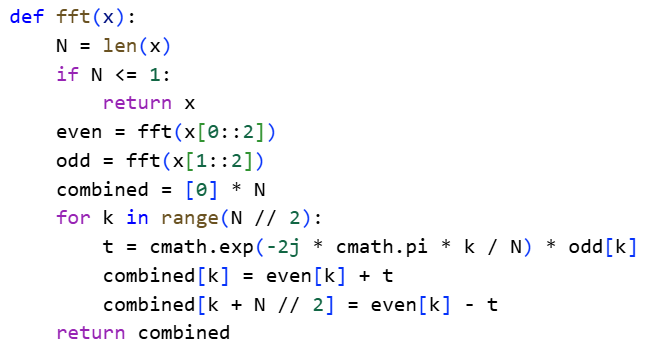 def fft(x):
    N = len(x)
    if N <= 1:
        return x
    even = fft(x[0::2])
    odd = fft(x[1::2])
    combined = [0] * N
    for k in range(N // 2):
        t = cmath.exp(-2j * cmath.pi * k / N) * odd[k]
        combined[k] = even[k] + t
        combined[k + N // 2] = even[k] - t
    return combined